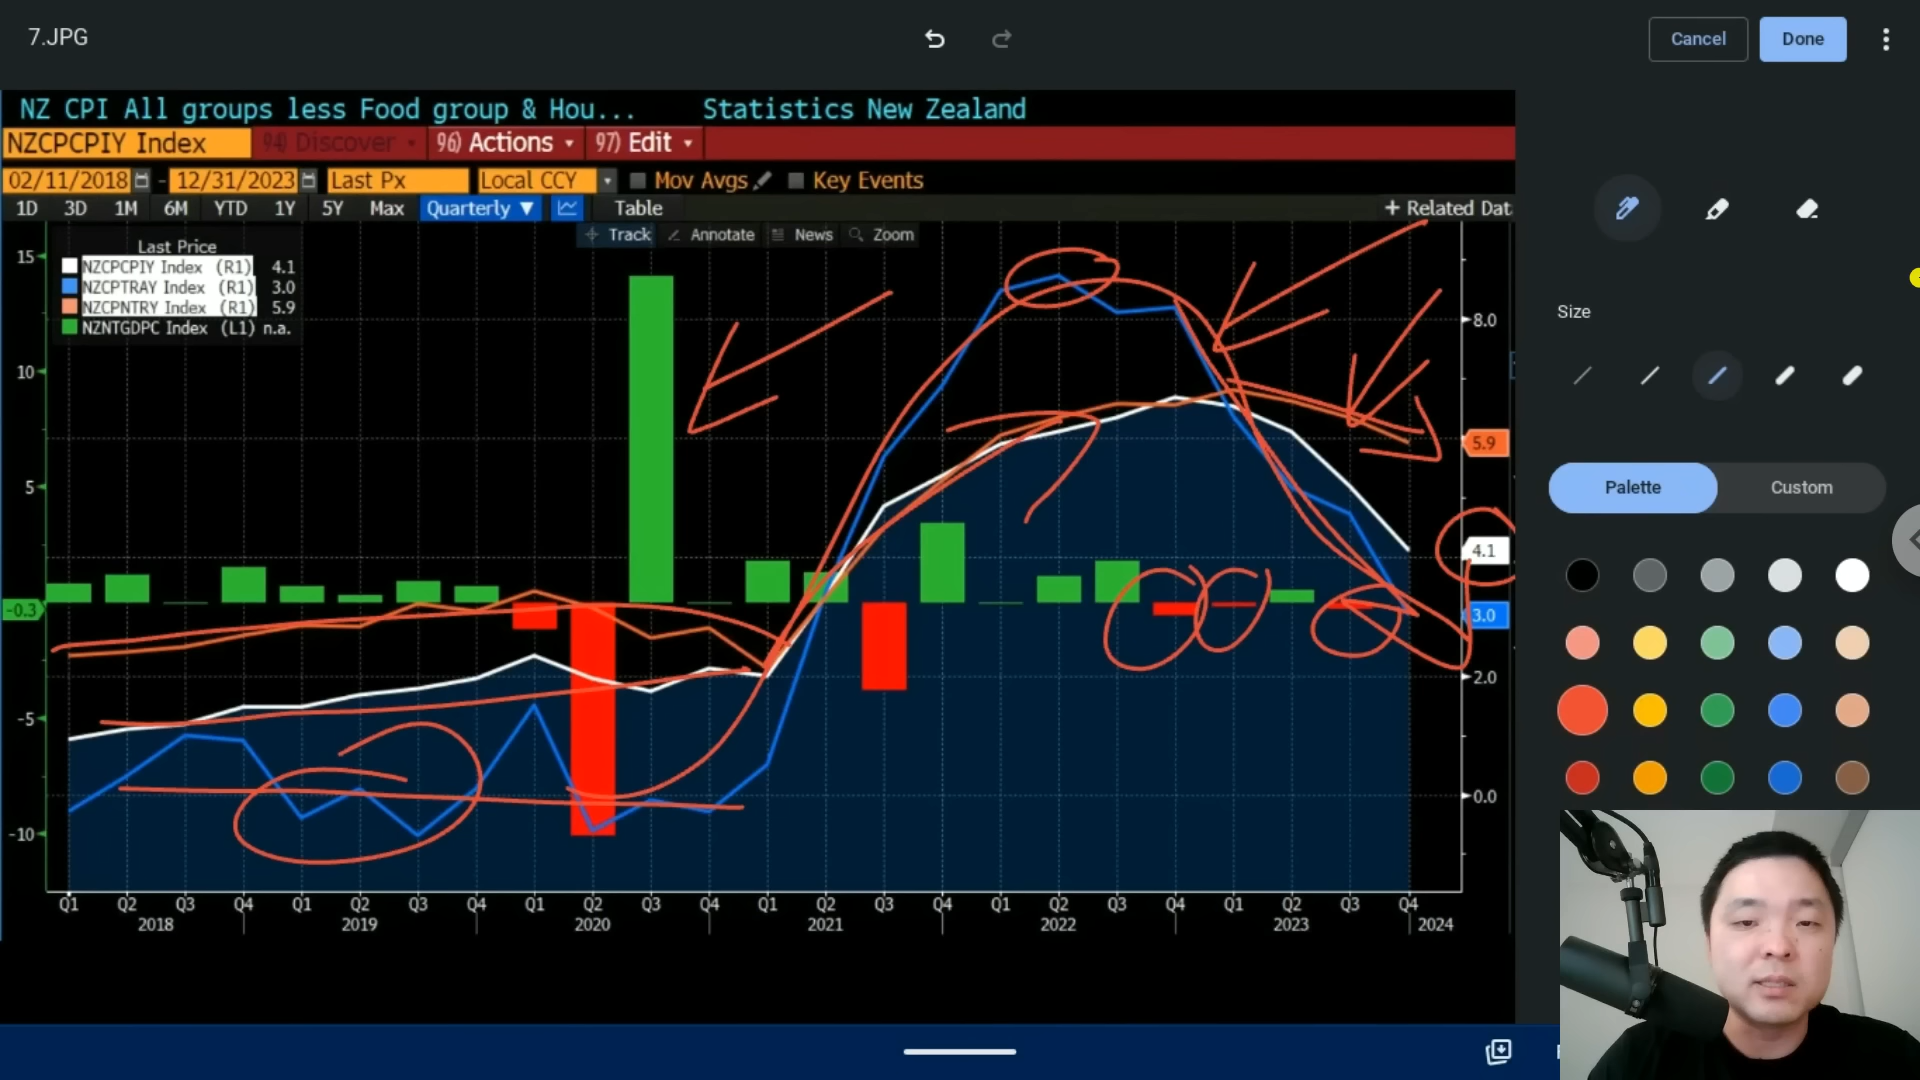 7.JPG
Cancel
Done
NZ CPI All groups less Food group & Hou... Statistics New Zealand
NZCPCPIY Index 94) Discover 96) Actions 97) Edit
02/11/2018 - 12/31/2023 Last Px Local CCY Mov Avgs Key Events
1D 3D 1M 6M YTD 1Y 5Y Max Quarterly ▼ Table + Related Dat
Track Annotate News Zoom
Last Price
NZCPCPIY Index (R1) 4.1
NZCPTRAY Index (R1) 3.0
NZCPNTRY Index (R1) 5.9
NZNTGDPC Index (L1) n.a.
15
10
5
-0.3
-5
-10
8.0
5.9
4.1
3.0
2.0
0.0
Q1 Q2 Q3 Q4 Q1 Q2 Q3 Q4 Q1 Q2 Q3 Q4 Q1 Q2 Q3 Q4 Q1 Q2 Q3 Q4 Q1 Q2 Q3 Q4
2018 2019 2020 2021 2022 2023 2024
Size
Palette
Custom